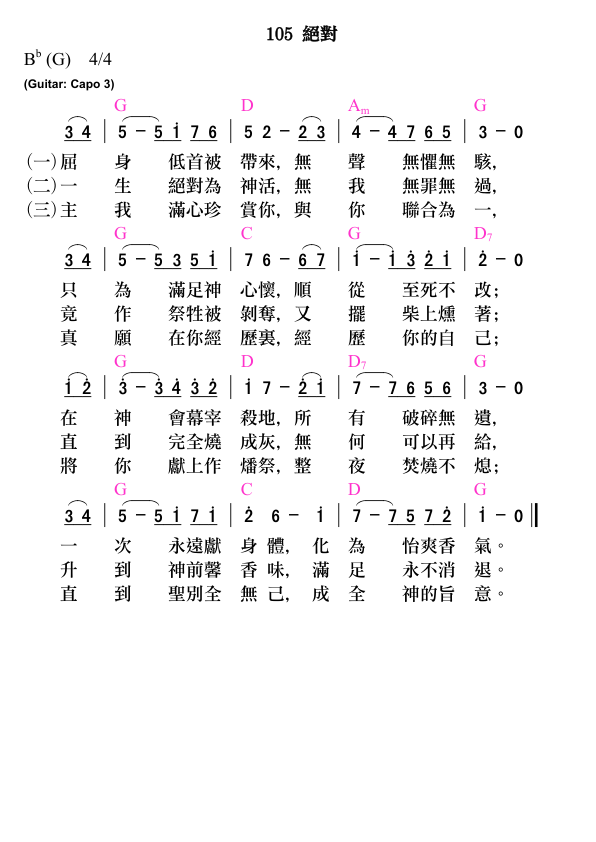 105 絕對
B♭ (G) 4/4
(Guitar: Capo 3)
G D Am G
3 4 | 5 – 5 i̇ 7 6 | 5 2 – 2 3 | 4 – 4 7 6 5 | 3 – 0
(一)屈 身 低首被 帶來, 無 聲 無懼無 駭,
(二)一 生 絕對為 神活, 無 我 無罪無 過,
(三)主 我 滿心珍 賞你, 與 你 聯合為 一,
G C G D7
3 4 | 5 – 5 3 5 1̇ | 7 6 – 6 7 | 1̇ – 1̇ 3̇ 2̇ 1̇ | 2̇ – 0
只 為 滿足神 心懷, 順 從 至死不 改;
竟 作 祭牲被 剝奪, 又 擺 柴上燻 著;
真 願 在你經 歷裏, 經 歷 你的自 己;
G D D7 G
1̇ 2̇ | 3̇ – 3̇ 4̇ 3̇ 2̇ | 1̇ 7 – 2̇ 1̇ | 7 – 7 6 5 6 | 3 – 0
在 神 會幕宰 殺地, 所 有 破碎無 遺,
直 到 完全燒 成灰, 無 何 可以再 給,
將 你 獻上作 燔祭, 整 夜 焚燒不 熄;
G C D G
3 4 | 5 – 5 1̇ 7 1̇ | 2̇ 6 – 1̇ | 7 – 7 5 7 2̇ | 1̇ – 0 ‖
一 次 永遠獻 身 體, 化 為 怡爽香 氣。
升 到 神前馨 香 味, 滿 足 永不消 退。
直 到 聖別全 無 己, 成 全 神的旨 意。